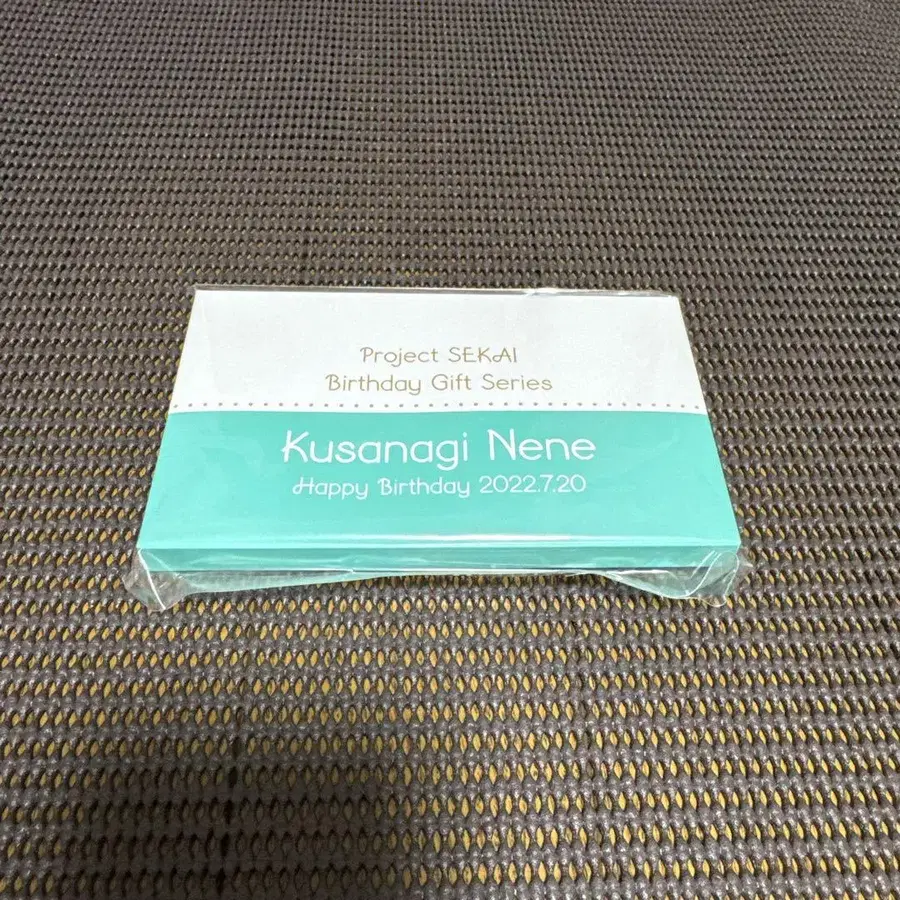 Project SEKAI
Birthday Gift Series
Kusanagi Nene
Happy Birthday 2022.7.20